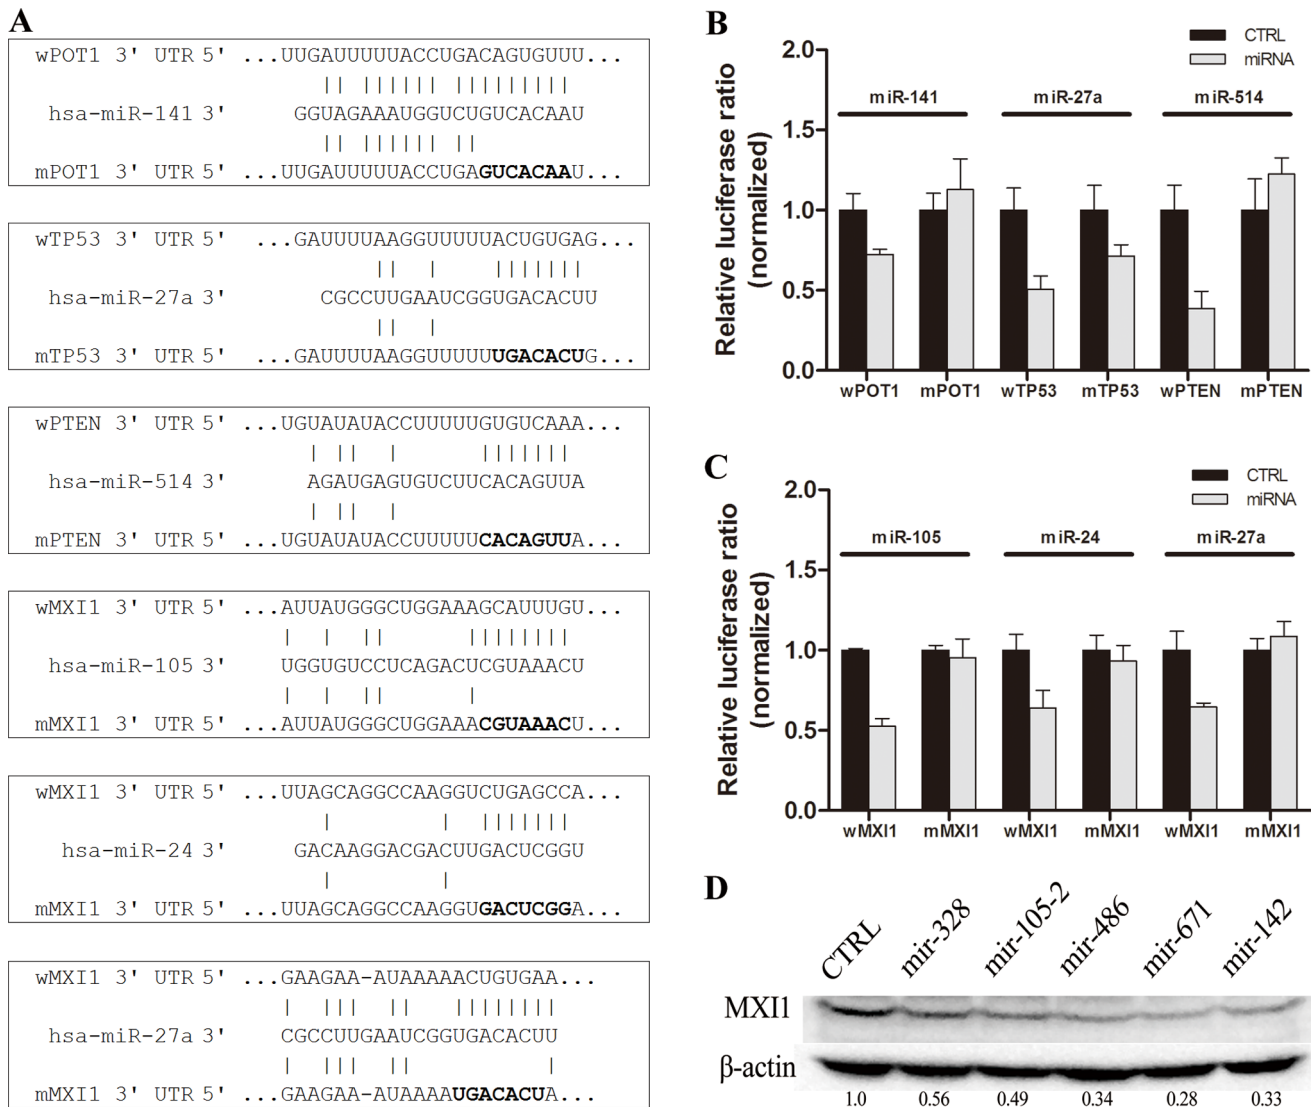 A
wPOT1 3' UTR 5' ...UUGAUUUUUACCUGACAGUGUUU...
hsa-miR-141 3' GGUAGAAAUGGUCUGUCACAAU
mPOT1 3' UTR 5' ...UUGAUUUUUACCUGAGUCACAAU...
wTP53 3' UTR 5' ...GAUUUUAAGGUUUUUACUGUGAG...
hsa-miR-27a 3' CGCCUUGAAUCGGUGACACUU
mTP53 3' UTR 5' ...GAUUUUAAGGUUUUUUGACACUG...
wPTEN 3' UTR 5' ...UGUAUAUACCUUUUUGUGUCAAA...
hsa-miR-514 3' AGAUGAGUGUCUUCACAGUUA
mPTEN 3' UTR 5' ...UGUAUAUACCUUUUUCACAGUUA...
wMXI1 3' UTR 5' ...AUUAUGGGCUGGAAAGCAUUUGU...
hsa-miR-105 3' UGGUGUCCUCAGACUCGUAAACU
mMXI1 3' UTR 5' ...AUUAUGGGCUGGAAACGUAAACU...
wMXI1 3' UTR 5' ...UUAGCAGGCCAAGGUCUGAGCCA...
hsa-miR-24 3' GACAAGGACGACUUGACUCGGU
mMXI1 3' UTR 5' ...UUAGCAGGCCAAGGUGACUCGGA...
wMXI1 3' UTR 5' ...GAAGAA-AUAAAAACUGUGAA...
hsa-miR-27a 3' CGCCUUGAAUCGGUGACACUU
mMXI1 3' UTR 5' ...GAAGAA-AUAAAAUGACACUA...
B
CTRL
miRNA
Relative luciferase ratio
(normalized)
2.0
1.5
1.0
0.5
0.0
miR-141 miR-27a miR-514
wPOT1 mPOT1 wTP53 mTP53 wPTEN mPTEN
C
CTRL
miRNA
Relative luciferase ratio
(normalized)
2.0
1.5
1.0
0.5
0.0
miR-105 miR-24 miR-27a
wMXI1 mMXI1 wMXI1 mMXI1 wMXI1 mMXI1
D
CTRL mir-328 mir-105-2 mir-486 mir-671 mir-142
MXI1
β-actin
1.0 0.56 0.49 0.34 0.28 0.33